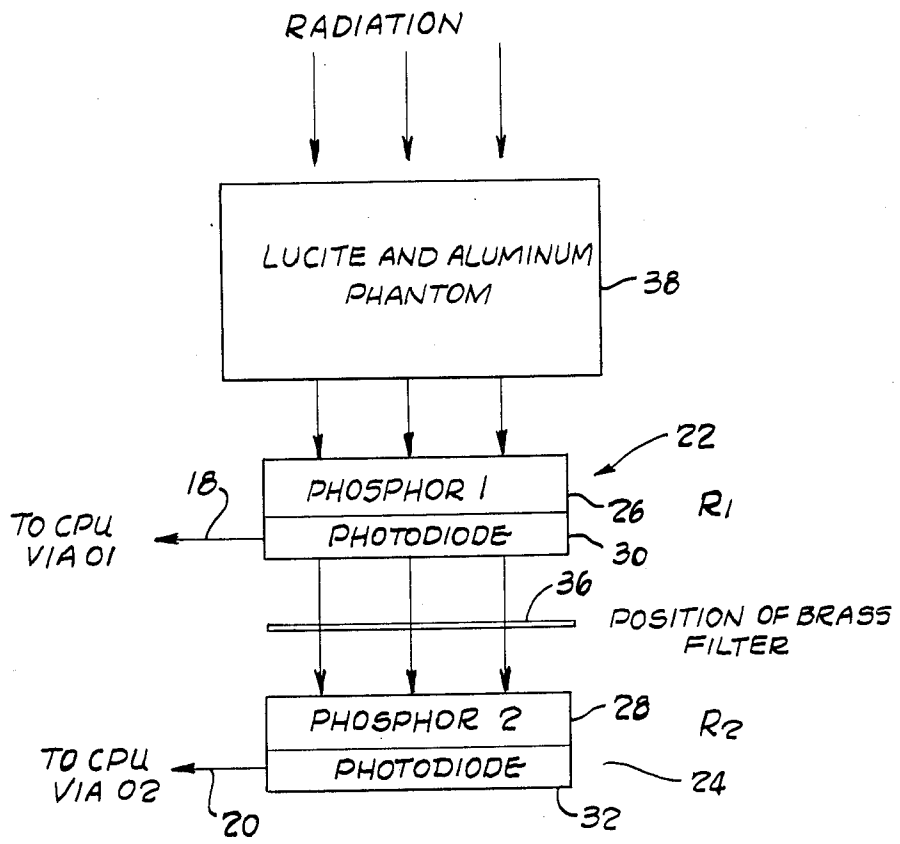 RADIATION
LUCITE AND ALUMINUM
PHANTOM
38
22
PHOSPHOR 1
26
R1
18
TO CPU
VIA 01
PHOTODIODE
30
36
POSITION OF BRASS
FILTER
PHOSPHOR 2
28
R2
TO CPU
VIA 02
PHOTODIODE
24
20
32